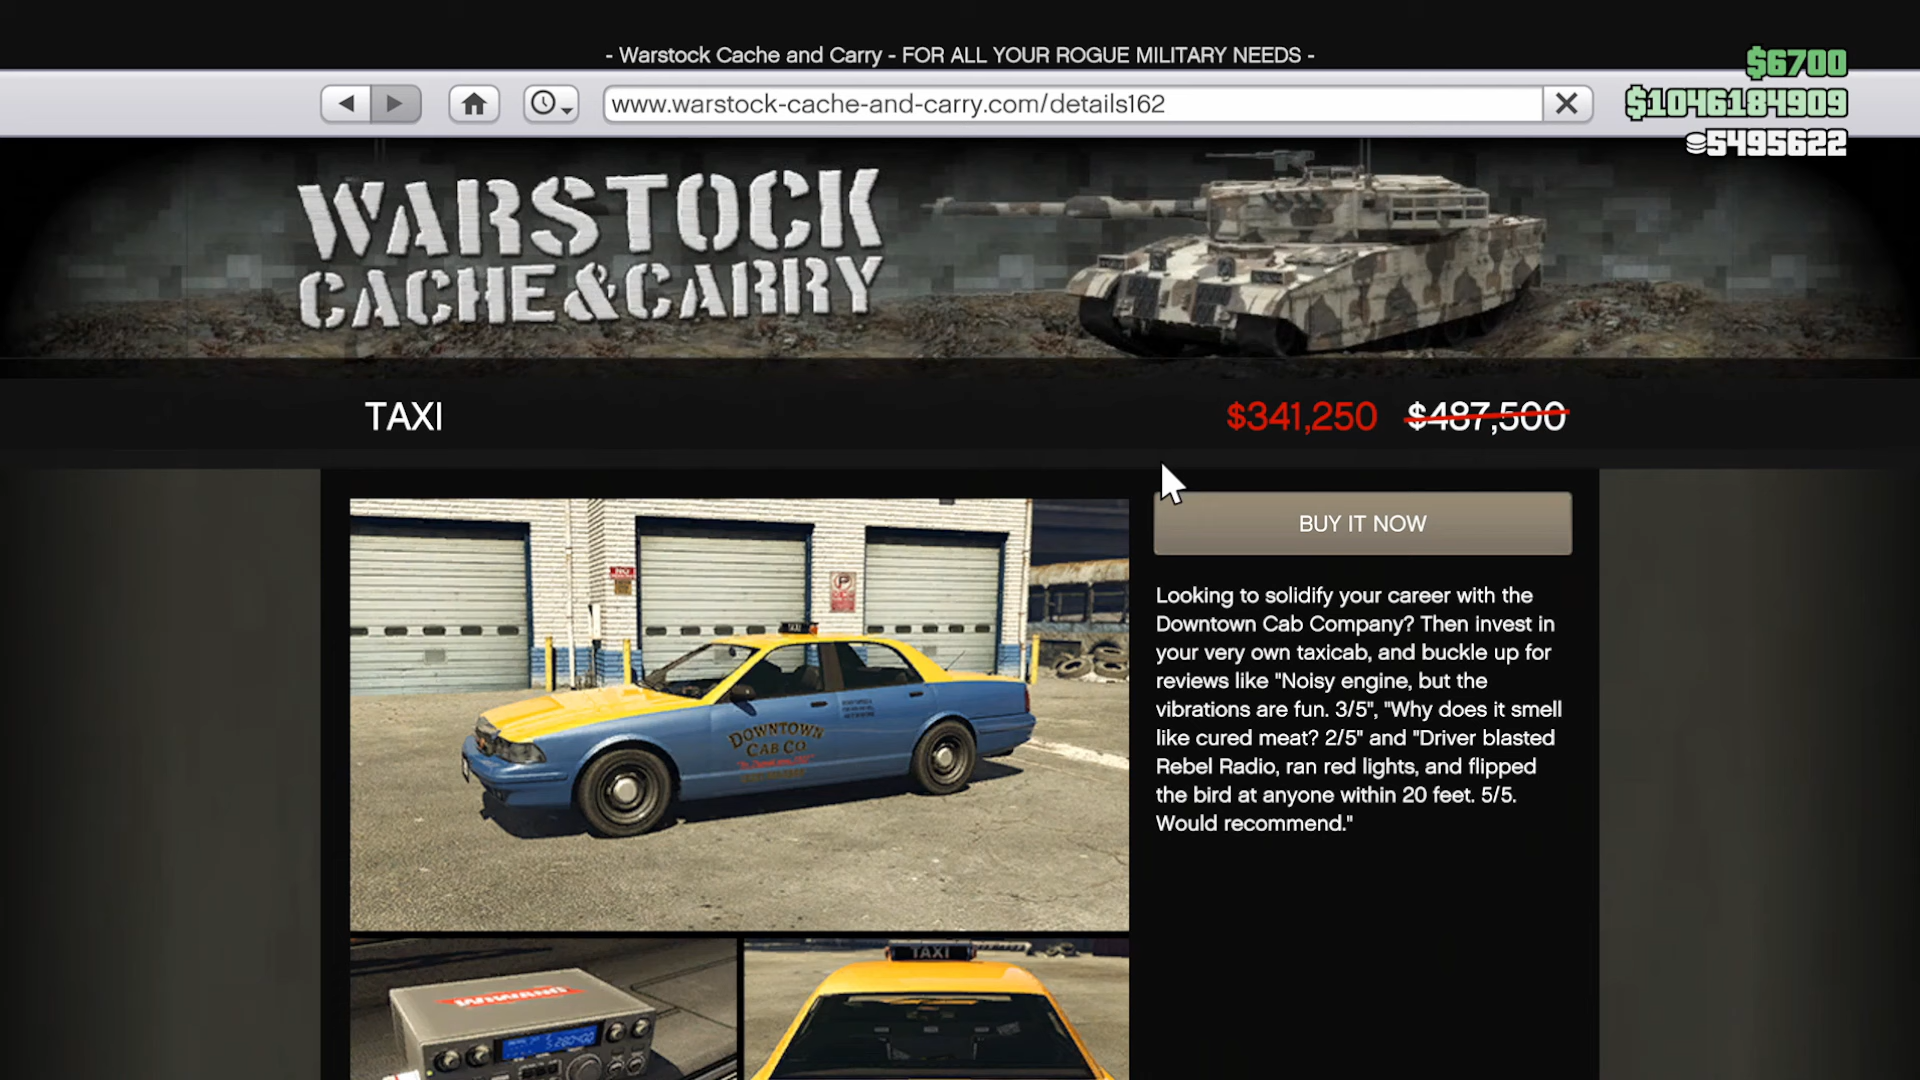 - Warstock Cache and Carry - FOR ALL YOUR ROGUE MILITARY NEEDS -
$6700
www.warstock-cache-and-carry.com/details162
$1046184909
5495622
WARSTOCK
CACHE&CARRY
TAXI
$341,250 $487,500
BUY IT NOW
Looking to solidify your career with the
Downtown Cab Company? Then invest in
your very own taxicab, and buckle up for
reviews like "Noisy engine, but the
vibrations are fun. 3/5", "Why does it smell
like cured meat? 2/5" and "Driver blasted
Rebel Radio, ran red lights, and flipped
the bird at anyone within 20 feet. 5/5.
Would recommend."
NO
P
TAXI
DOWNTOWN
CAB CO.
TAXI